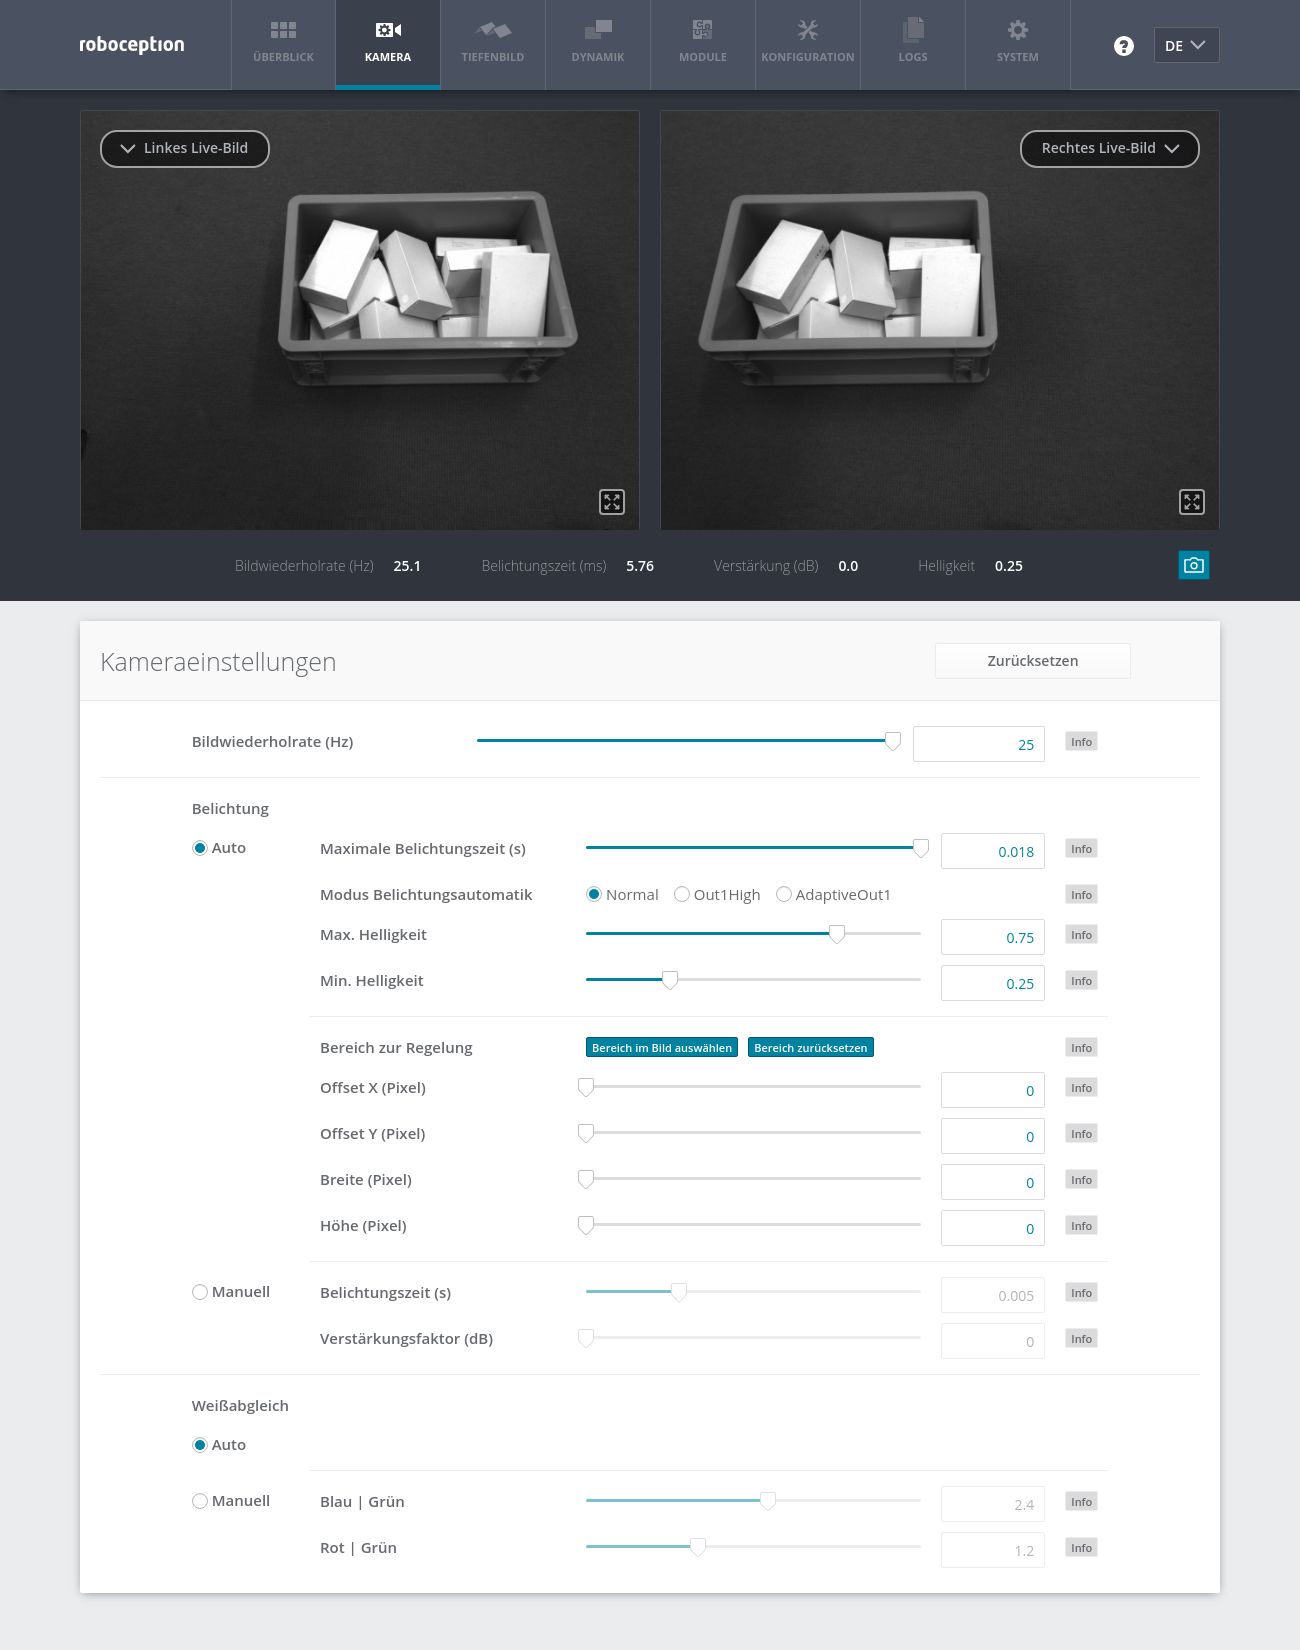 roboception
ÜBERBLICK
KAMERA
TIEFENBILD
DYNAMIK
MODULE
KONFIGURATION
LOGS
SYSTEM
?
DE
Linkes Live-Bild
Rechtes Live-Bild
Bildwiederholrate (Hz) 25.1 Belichtungszeit (ms) 5.76 Verstärkung (dB) 0.0 Helligkeit 0.25
Kameraeinstellungen
Zurücksetzen
Bildwiederholrate (Hz) 25 Info
Belichtung
Auto Maximale Belichtungszeit (s) 0.018 Info
Modus Belichtungsautomatik Normal Out1High AdaptiveOut1 Info
Max. Helligkeit 0.75 Info
Min. Helligkeit 0.25 Info
Bereich zur Regelung Bereich im Bild auswählen Bereich zurücksetzen Info
Offset X (Pixel) 0 Info
Offset Y (Pixel) 0 Info
Breite (Pixel) 0 Info
Höhe (Pixel) 0 Info
Manuell Belichtungszeit (s) 0.005 Info
Verstärkungsfaktor (dB) 0 Info
Weißabgleich
Auto
Manuell Blau | Grün 2.4 Info
Rot | Grün 1.2 Info